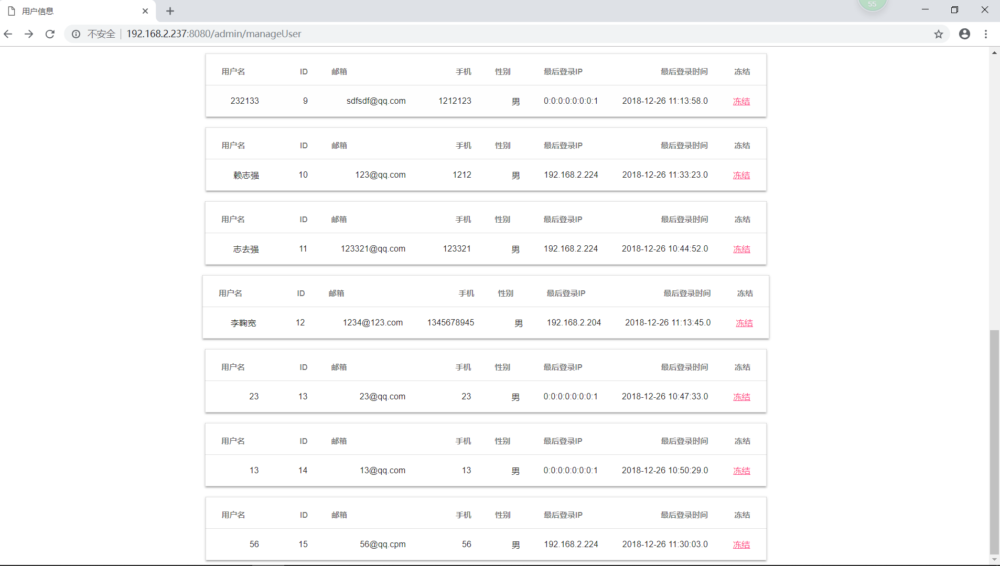 用户信息
55
不安全 192.168.2.237:8080/admin/manageUser
用户名 ID 邮箱 手机 性别 最后登录IP 最后登录时间 冻结
232133 9 sdfsdf@qq.com 1212123 男 0:0:0:0:0:0:0:1 2018-12-26 11:13:58.0 冻结
用户名 ID 邮箱 手机 性别 最后登录IP 最后登录时间 冻结
赖志强 10 123@qq.com 1212 男 192.168.2.224 2018-12-26 11:33:23.0 冻结
用户名 ID 邮箱 手机 性别 最后登录IP 最后登录时间 冻结
志去强 11 123321@qq.com 123321 男 192.168.2.224 2018-12-26 10:44:52.0 冻结
用户名 ID 邮箱 手机 性别 最后登录IP 最后登录时间 冻结
李鞠宽 12 1234@123.com 1345678945 男 192.168.2.204 2018-12-26 11:13:45.0 冻结
用户名 ID 邮箱 手机 性别 最后登录IP 最后登录时间 冻结
23 13 23@qq.com 23 男 0:0:0:0:0:0:0:1 2018-12-26 10:47:33.0 冻结
用户名 ID 邮箱 手机 性别 最后登录IP 最后登录时间 冻结
13 14 13@qq.com 13 男 0:0:0:0:0:0:0:1 2018-12-26 10:50:29.0 冻结
用户名 ID 邮箱 手机 性别 最后登录IP 最后登录时间 冻结
56 15 56@qq.cpm 56 男 192.168.2.224 2018-12-26 11:30:03.0 冻结